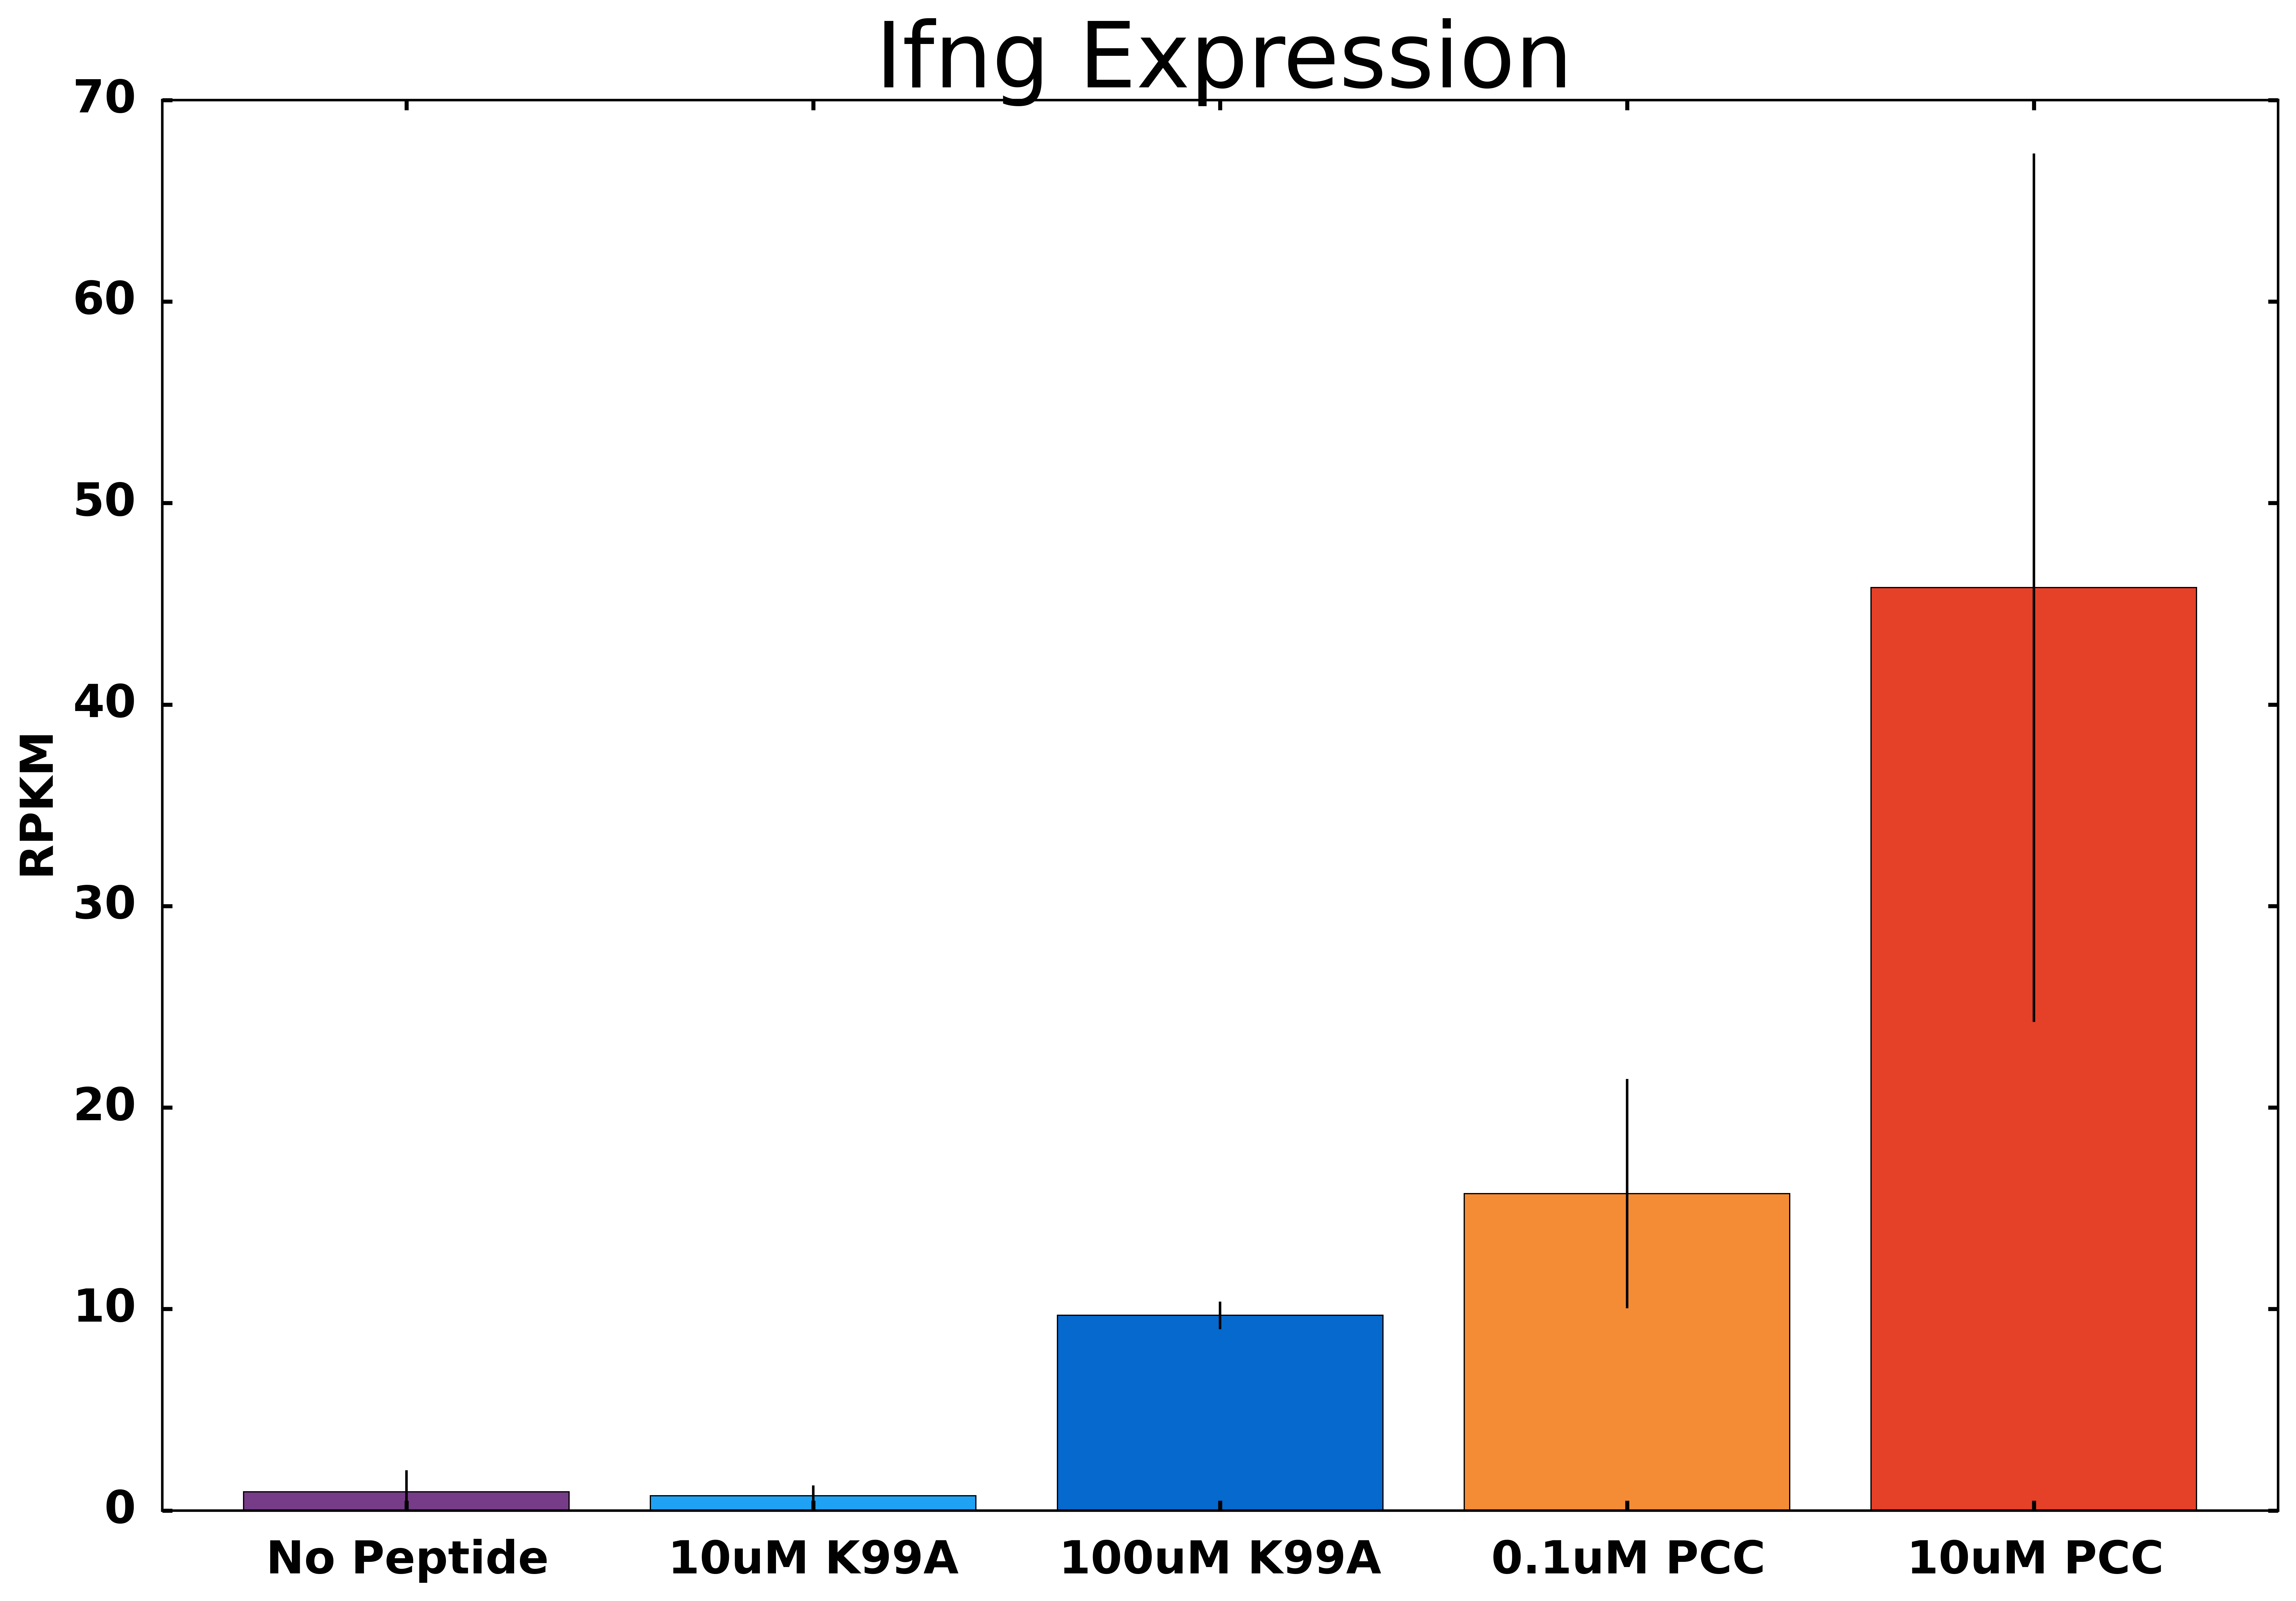 Ifng Expression
70
60
50
40
30
20
10
0
RPKM
No Peptide
10uM K99A
100uM K99A
0.1uM PCC
10uM PCC